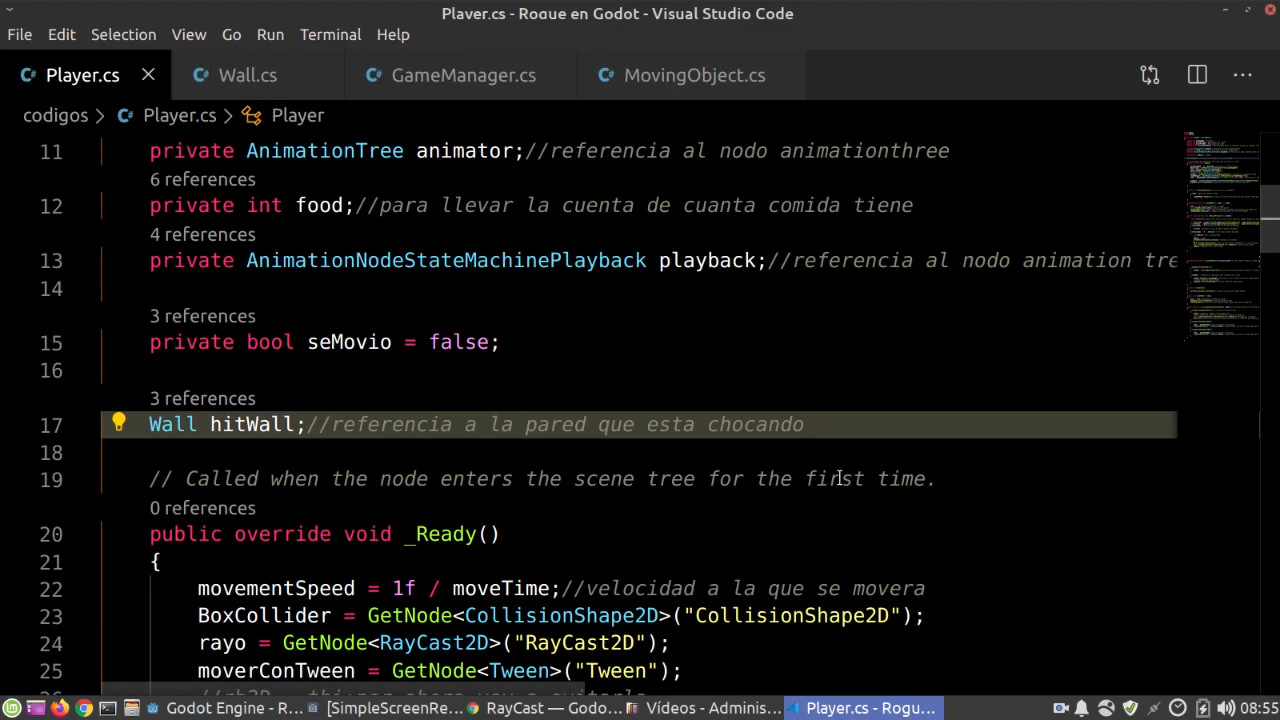 Player.cs - Rogue en Godot - Visual Studio Code
File Edit Selection View Go Run Terminal Help
Player.cs Wall.cs GameManager.cs MovingObject.cs
codigos > Player.cs > Player
11 private AnimationTree animator;//referencia al nodo animationthree
6 references
12 private int food;//para llevar la cuenta de cuanta comida tiene
4 references
13 private AnimationNodeStateMachinePlayback playback;//referencia al nodo animation tre
14
3 references
15 private bool seMovio = false;
16
3 references
17 Wall hitWall;//referencia a la pared que esta chocando
18
19 // Called when the node enters the scene tree for the first time.
0 references
20 public override void _Ready()
21 {
22 movementSpeed = 1f / moveTime;//velocidad a la que se movera
23 BoxCollider = GetNode<CollisionShape2D>("CollisionShape2D");
24 rayo = GetNode<RayCast2D>("RayCast2D");
25 moverConTween = GetNode<Tween>("Tween");
Godot Engine - R... [SimpleScreenRe... RayCast — Godo... Vídeos - Adminis... Player.cs - Rogu... 08:55